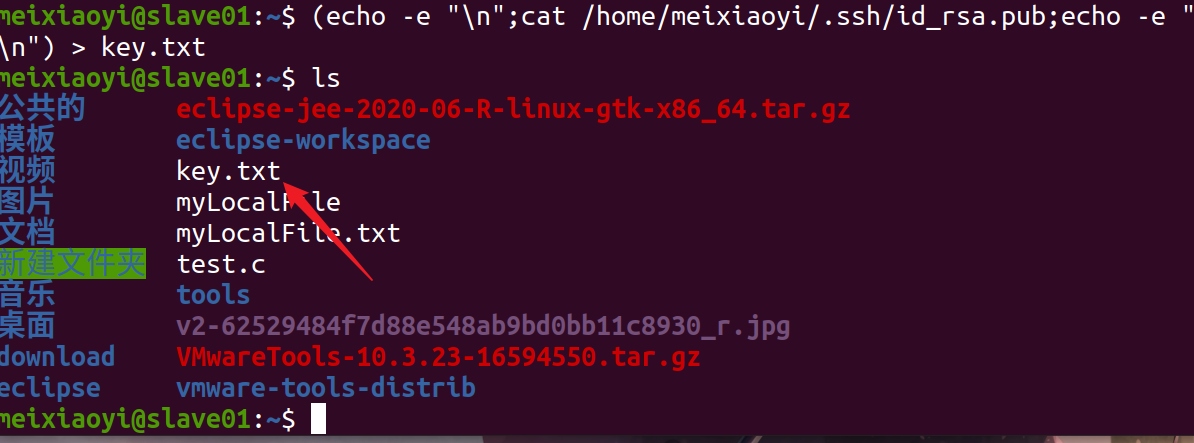 meixiaoyi@slave01:~$ (echo -e "\n";cat /home/meixiaoyi/.ssh/id_rsa.pub;echo -e "
\n") > key.txt
meixiaoyi@slave01:~$ ls
公共的 eclipse-jee-2020-06-R-linux-gtk-x86_64.tar.gz
模板 eclipse-workspace
视频 key.txt
图片 myLocalFile
文档 myLocalFile.txt
新建文件夹 test.c
音乐 tools
桌面 v2-62529484f7d88e548ab9bd0bb11c8930_r.jpg
download VMwareTools-10.3.23-16594550.tar.gz
eclipse vmware-tools-distrib
meixiaoyi@slave01:~$